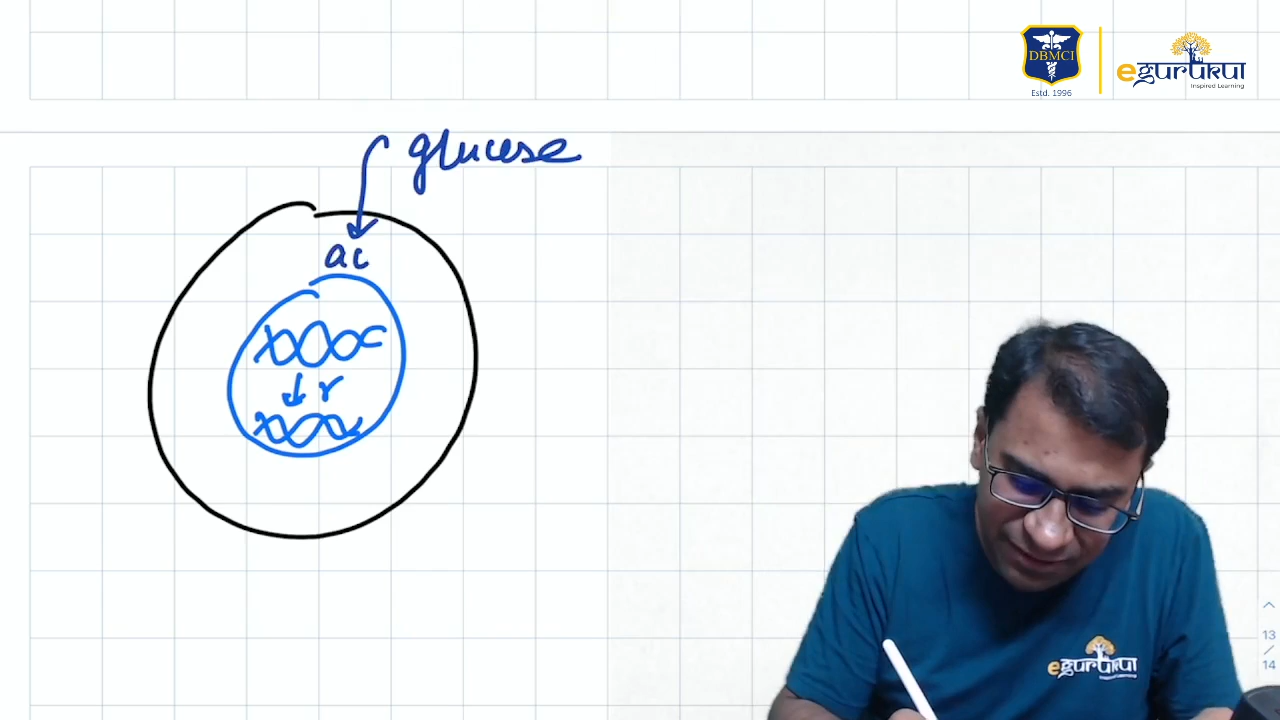 DBMCI
Estd. 1996
egurukul
Inspired Learning
glucose
ac
r
egurukul
13
/
14